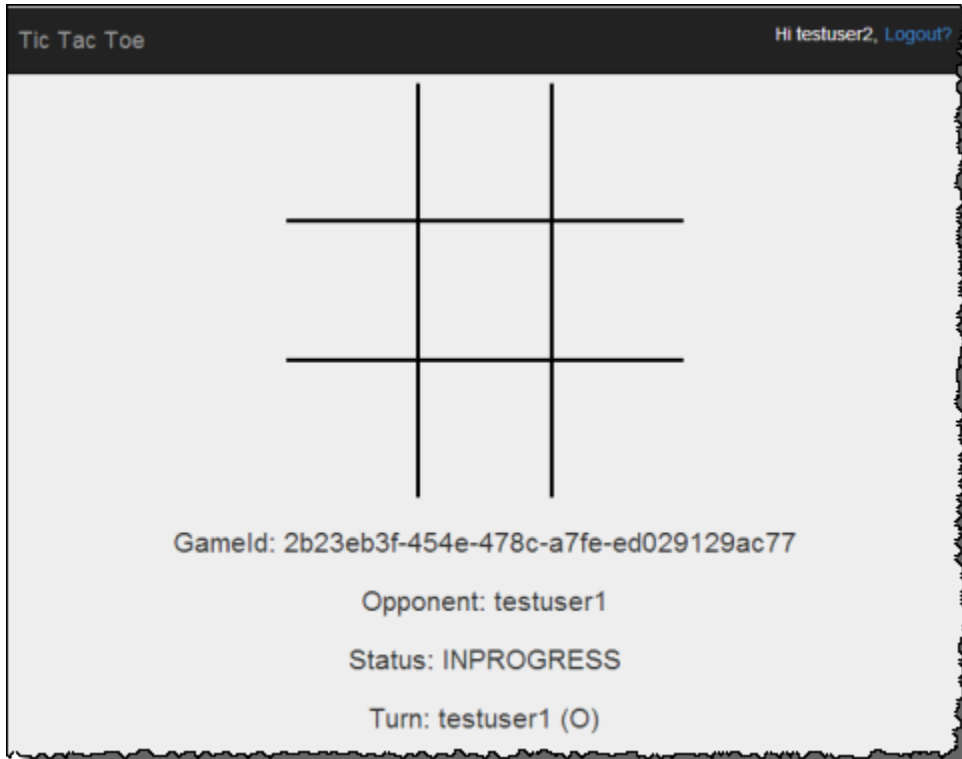 Tic Tac Toe
Hi testuser2, Logout?
GameId: 2b23eb3f-454e-478c-a7fe-ed029129ac77
Opponent: testuser1
Status: INPROGRESS
Turn: testuser1 (O)